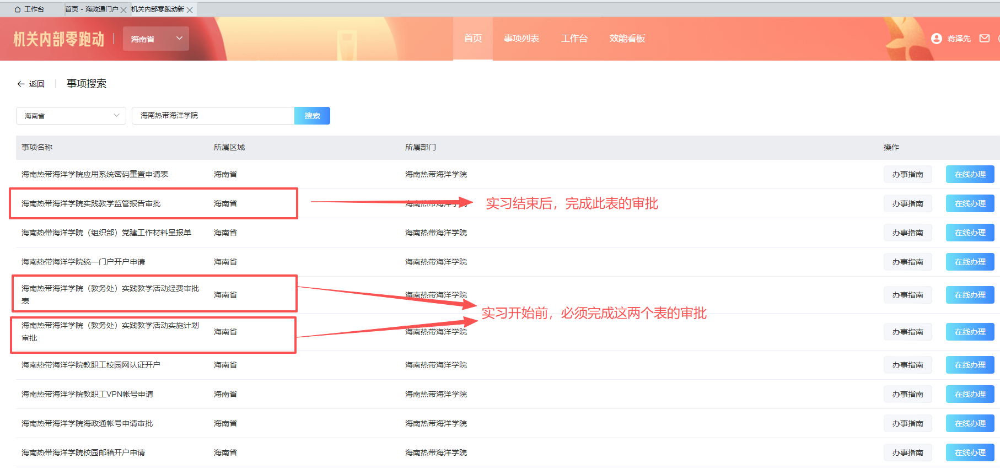 工作台 首页 - 海政通门户 机关内部零跑动新
机关内部零跑动 海南省 首页 事项列表 工作台 效能看板 蒋泽先
返回 事项搜索
海南省 海南热带海洋学院 搜索
事项名称 所属区域 所属部门 操作
海南热带海洋学院应用系统密码重置申请表 海南省 海南热带海洋学院 办事指南 在线办理
海南热带海洋学院实践教学监管报告审批 海南省 海南热带海洋学院 实习结束后，完成此表的审批 办事指南 在线办理
海南热带海洋学院（组织部）党建工作材料呈报单 海南省 海南热带海洋学院 办事指南 在线办理
海南热带海洋学院统一门户开户申请 海南省 海南热带海洋学院 办事指南 在线办理
海南热带海洋学院（教务处）实践教学活动经费审批
表 海南省 海南热带海洋学院 办事指南 在线办理
实习开始前，必须完成这两个表的审批
海南热带海洋学院（教务处）实践教学活动实施计划
审批 海南省 海南热带海洋学院 办事指南 在线办理
海南热带海洋学院教职工校园网认证开户 海南省 海南热带海洋学院 办事指南 在线办理
海南热带海洋学院教职工VPN帐号申请 海南省 海南热带海洋学院 办事指南 在线办理
海南热带海洋学院海政通帐号申请审批 海南省 海南热带海洋学院 办事指南 在线办理
海南热带海洋学院校园邮箱开户申请 海南省 海南热带海洋学院 办事指南 在线办理